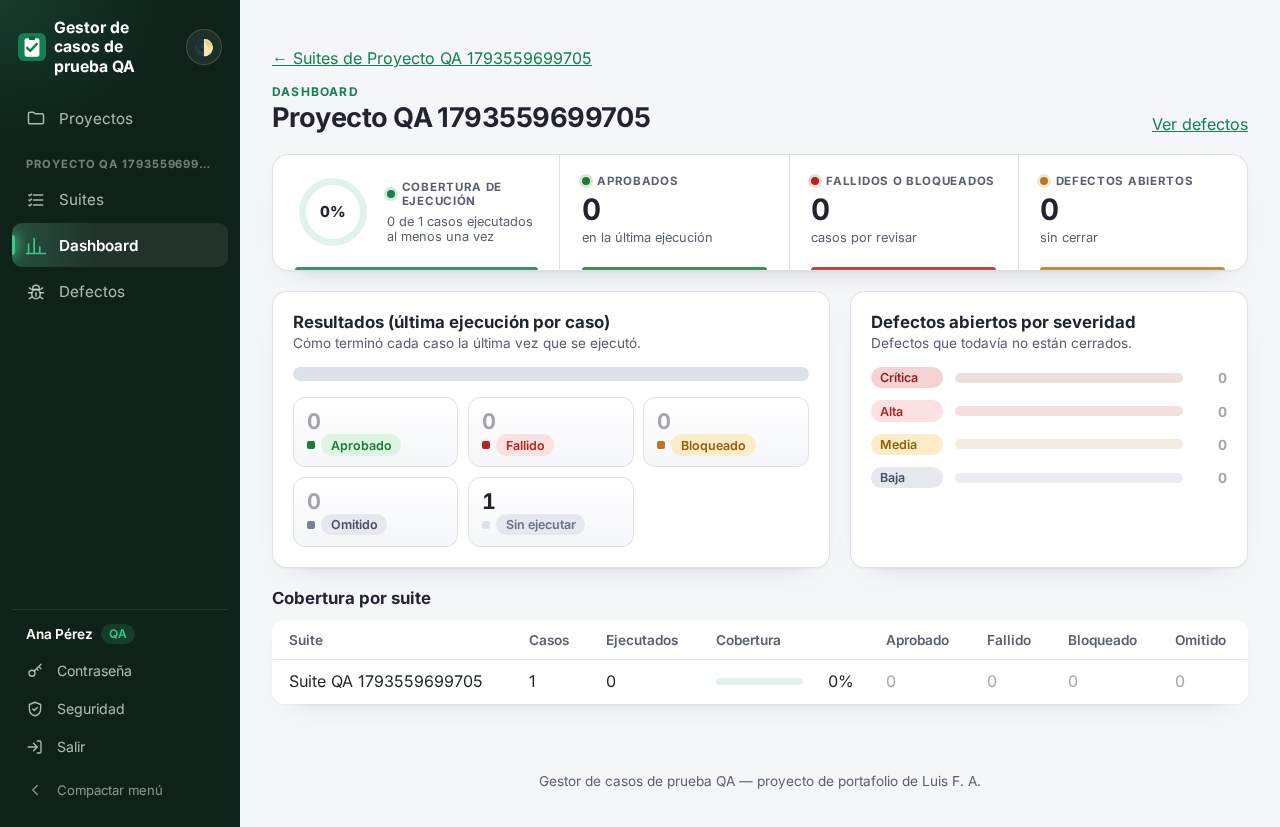 Gestor de
casos de
prueba QA
Proyectos
PROYECTO QA 1793559699...
Suites
Dashboard
Defectos
Ana Pérez QA
Contraseña
Seguridad
Salir
Compactar menú
← Suites de Proyecto QA 1793559699705
DASHBOARD
Proyecto QA 1793559699705
Ver defectos
0%
COBERTURA DE
EJECUCIÓN
0 de 1 casos ejecutados
al menos una vez
APROBADOS
0
en la última ejecución
FALLIDOS O BLOQUEADOS
0
casos por revisar
DEFECTOS ABIERTOS
0
sin cerrar
Resultados (última ejecución por caso)
Cómo terminó cada caso la última vez que se ejecutó.
0
Aprobado
0
Fallido
0
Bloqueado
0
Omitido
1
Sin ejecutar
Defectos abiertos por severidad
Defectos que todavía no están cerrados.
Crítica 0
Alta 0
Media 0
Baja 0
Cobertura por suite
Suite Casos Ejecutados Cobertura Aprobado Fallido Bloqueado Omitido
Suite QA 1793559699705 1 0 0% 0 0 0 0
Gestor de casos de prueba QA — proyecto de portafolio de Luis F. A.